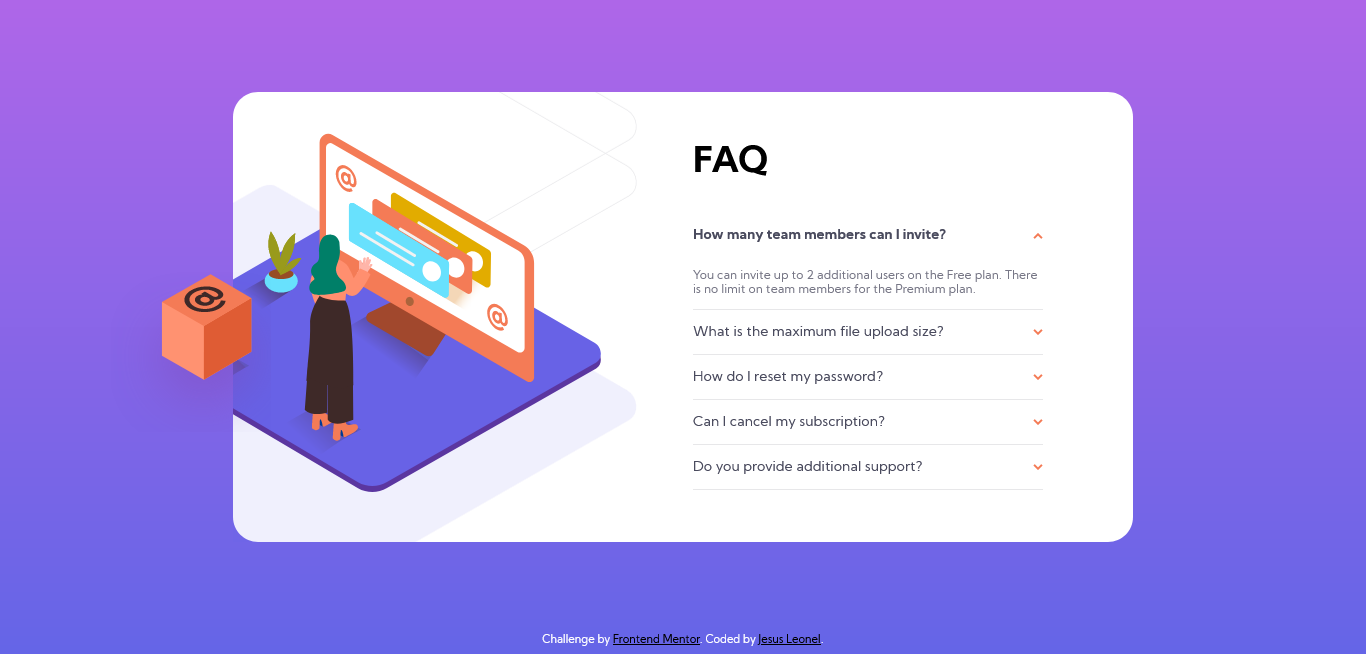 FAQ
How many team members can I invite?
You can invite up to 2 additional users on the Free plan. There
is no limit on team members for the Premium plan.
What is the maximum file upload size?
How do I reset my password?
Can I cancel my subscription?
Do you provide additional support?
@
@
@
Challenge by Frontend Mentor. Coded by Jesus Leonel.